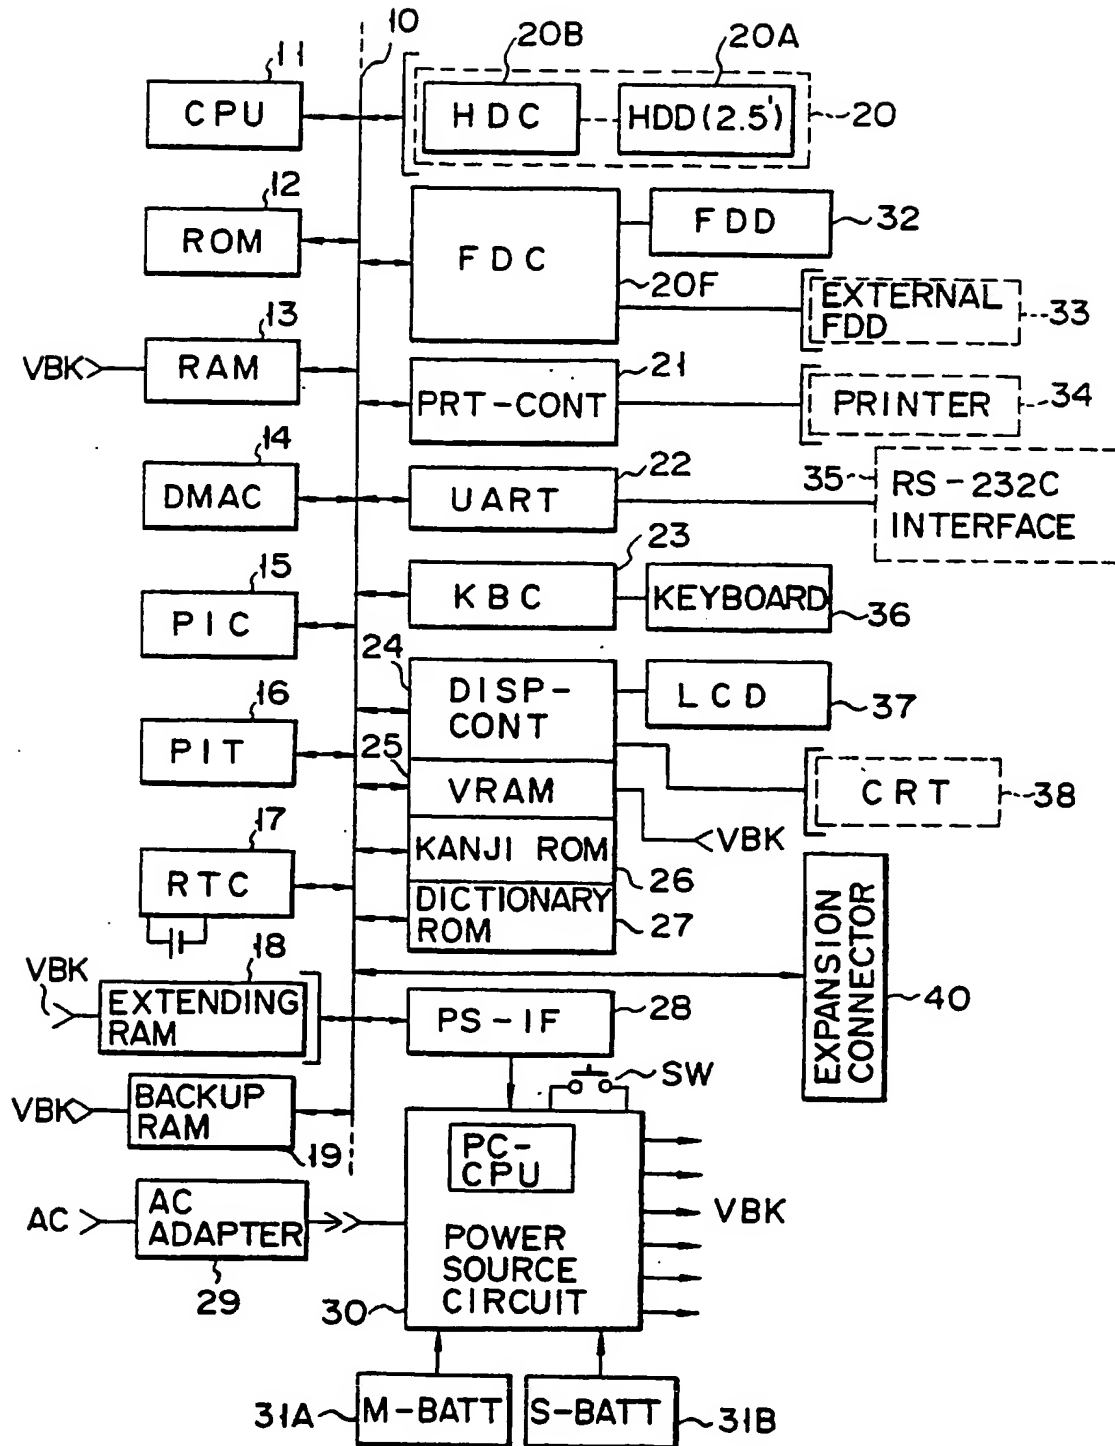 10
20B
20A
11
CPU
HDC
HDD(2.5')
20
12
ROM
FDC
FDD
32
20F
EXTERNAL
FDD
33
13
VBK
RAM
21
PRT-CONT
PRINTER
34
14
DMAC
22
UART
35
RS-232C
INTERFACE
15
PIC
23
KBC
KEYBOARD
36
24
DISP-
CONT
LCD
37
16
PIT
25
VRAM
VBK
CRT
38
17
RTC
KANJI ROM
26
DICTIONARY
ROM
27
EXPANSION
CONNECTOR
40
VBK
18
EXTENDING
RAM
PS-IF
28
SW
VBK
BACKUP
RAM
19
PC-
CPU
AC
AC
ADAPTER
29
POWER
SOURCE
CIRCUIT
30
VBK
31A
M-BATT
S-BATT
31B